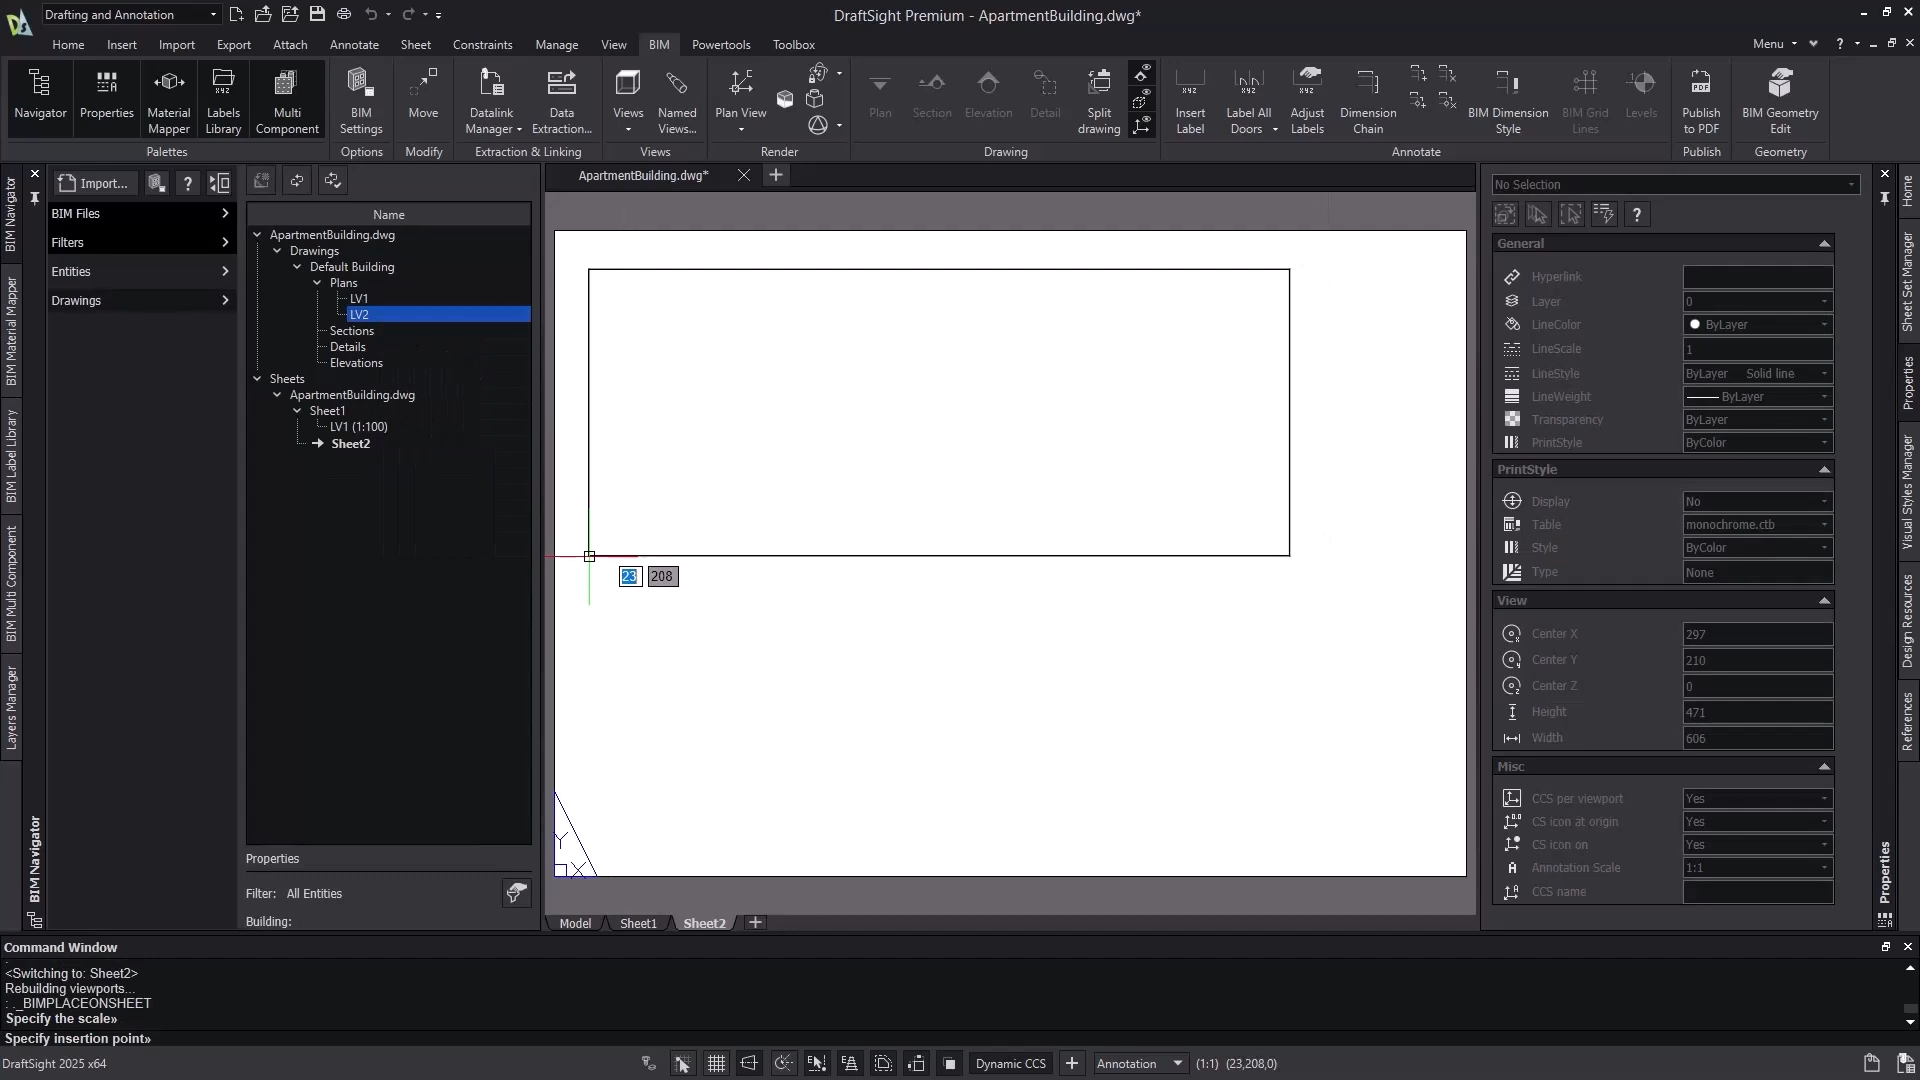 Drafting and Annotation
DraftSight Premium - ApartmentBuilding.dwg*
Home Insert Import Export Attach Annotate Sheet Constraints Manage View BIM Powertools Toolbox
Menu
?
Navigator
Properties
Material Mapper
Labels Library
Multi Component
BIM Settings
Move
Datalink Manager
Data Extraction...
Views
Named Views...
Plan View
Plan
Section
Elevation
Detail
Split drawing
Insert Label
Label All Doors
Adjust Labels
Dimension Chain
BIM Dimension Style
BIM Grid Lines
Levels
Publish to PDF
BIM Geometry Edit
Palettes
Options
Modify
Extraction & Linking
Views
Render
Drawing
Annotate
Publish
Geometry
BIM Navigator
BIM Material Mapper
BIM Label Library
BIM Multi Component
Layers Manager
BIM Navigator
Import...
?
BIM Files
Filters
Entities
Drawings
Name
ApartmentBuilding.dwg
Drawings
Default Building
Plans
LV1
LV2
Sections
Details
Elevations
Sheets
ApartmentBuilding.dwg
Sheet1
LV1 (1:100)
Sheet2
Properties
Filter: All Entities
Building:
ApartmentBuilding.dwg*
23 208
Y
X
Model Sheet1 Sheet2
No Selection
?
General
Hyperlink
Layer 0
LineColor ByLayer
LineScale 1
LineStyle ByLayer Solid line
LineWeight ByLayer
Transparency ByLayer
PrintStyle ByColor
PrintStyle
Display No
Table monochrome.ctb
Style ByColor
Type None
View
Center X 297
Center Y 210
Center Z 0
Height 471
Width 606
Misc
CCS per viewport Yes
CS icon at origin Yes
CS icon on Yes
Annotation Scale 1:1
CCS name
Properties
Home
Sheet Set Manager
Properties
Visual Styles Manager
Design Resources
References
Command Window
<Switching to: Sheet2>
Rebuilding viewports...
: ._BIMPLACEONSHEET
Specify the scale»
Specify insertion point»
DraftSight 2025 x64
Dynamic CCS
Annotation
(1:1) (23,208,0)